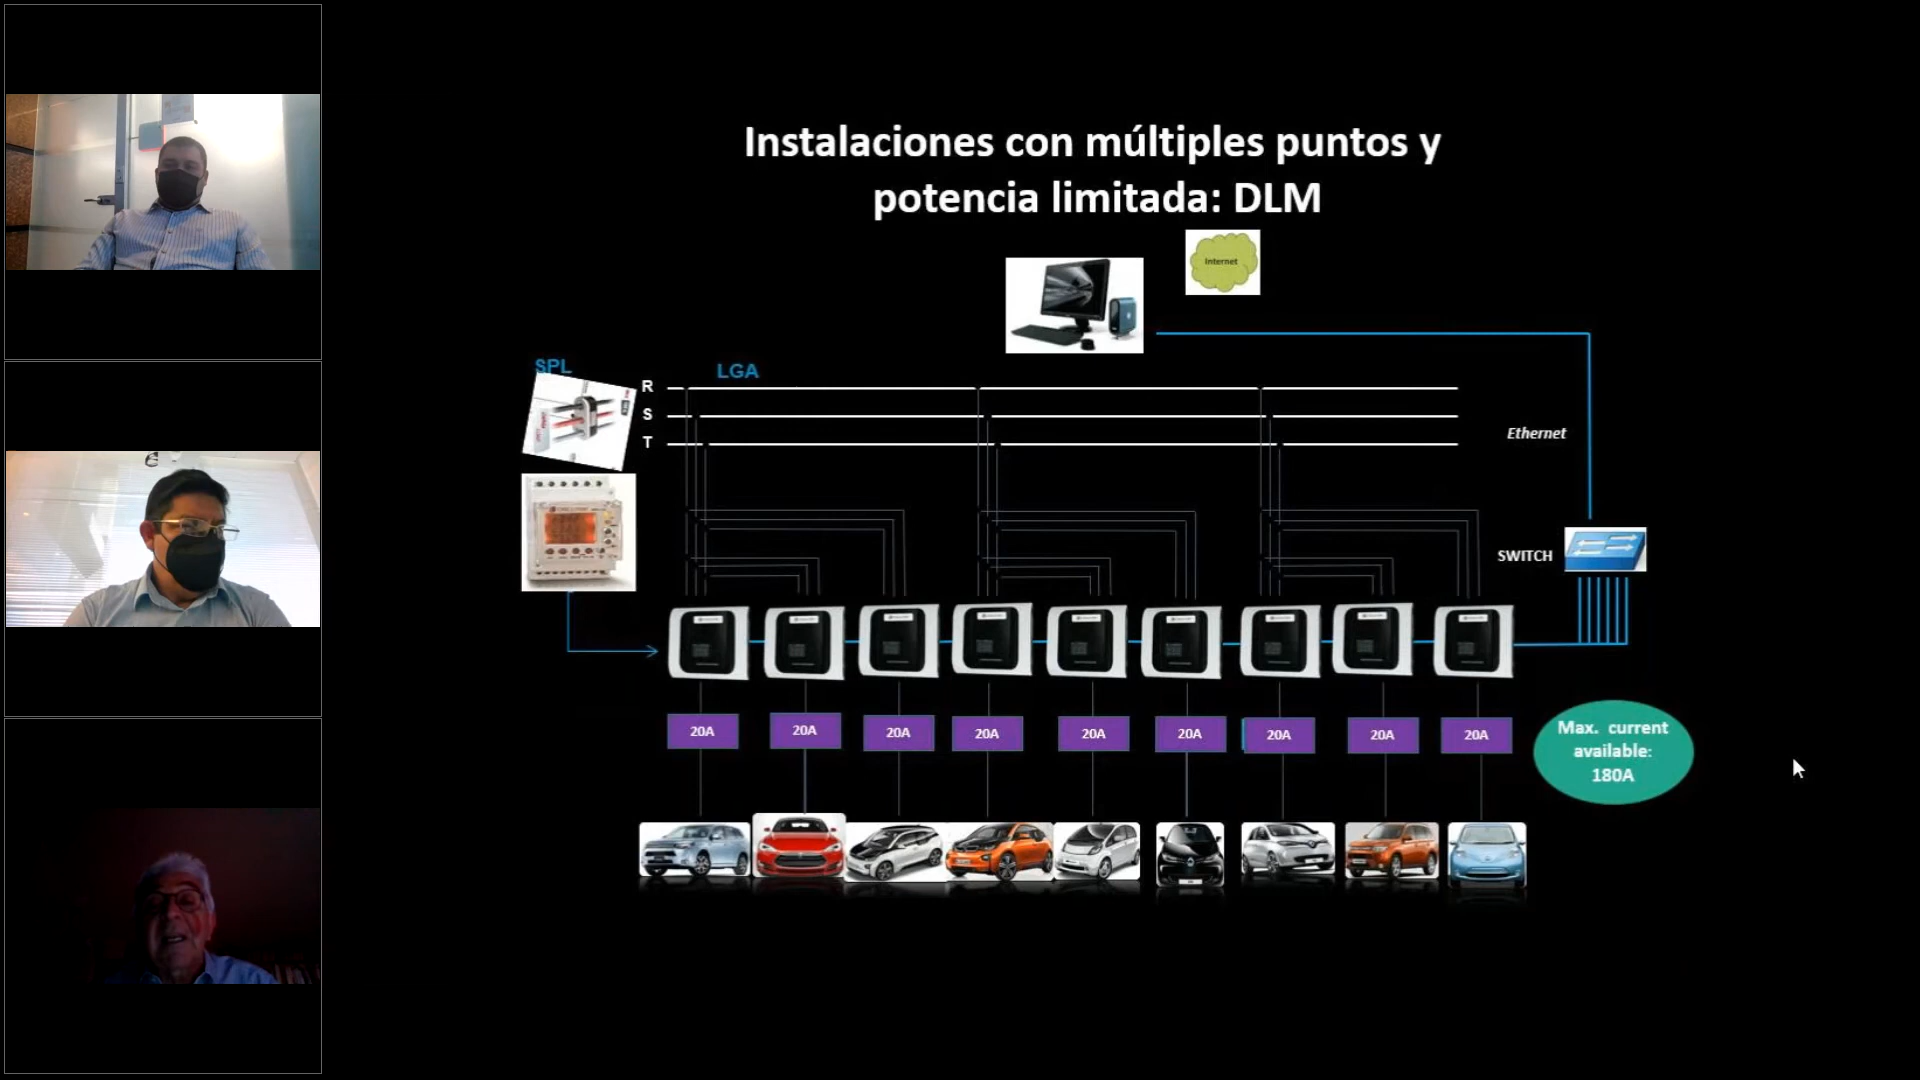 Instalaciones con múltiples puntos y
potencia limitada: DLM
Internet
SPL
LGA
R
S
T
Ethernet
SWITCH
20A
20A
20A
20A
20A
20A
20A
20A
20A
Max. current
available:
180A